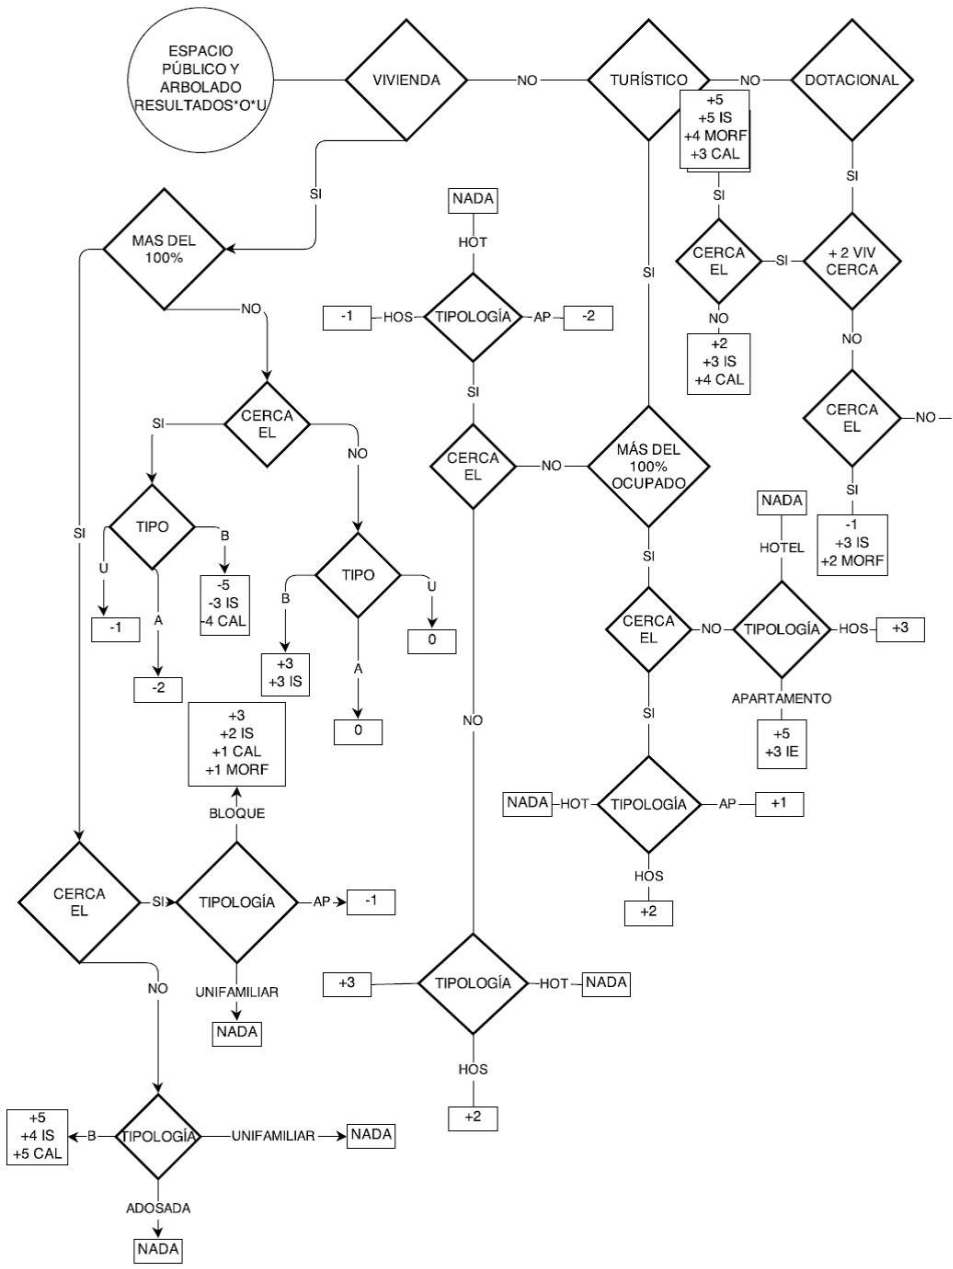 ESPACIO
PÚBLICO Y
ARBOLADO
RESULTADOS*O*U
VIVIENDA
NO
TURÍSTICO
NO
DOTACIONAL
+5
+5 IS
+4 MORF
+3 CAL
SI
SI
SI
NADA
HOT
MAS DEL
100%
CERCA
EL
SI
+ 2 VIV
CERCA
SI
NO
-1
HOS
TIPOLOGÍA
AP
-2
NO
NO
+2
+3 IS
+4 CAL
SI
CERCA
EL
SI
NO
CERCA
EL
NO
CERCA
EL
NO
MÁS DEL
100%
OCUPADO
SI
NADA
HOTEL
-1
+3 IS
+2 MORF
SI
TIPO
B
U
-5
-3 IS
-4 CAL
A
-1
-2
TIPO
B
U
A
+3
+3 IS
0
0
SI
CERCA
EL
NO
TIPOLOGÍA
HOS
+3
APARTAMENTO
+5
+3 IE
SI
NO
+3
+2 IS
+1 CAL
+1 MORF
BLOQUE
NADA
HOT
TIPOLOGÍA
AP
+1
HOS
+2
CERCA
EL
SI
TIPOLOGÍA
AP
-1
NO
UNIFAMILIAR
NADA
+3
TIPOLOGÍA
HOT
NADA
HOS
+2
+5
+4 IS
+5 CAL
B
TIPOLOGÍA
UNIFAMILIAR
NADA
ADOSADA
NADA